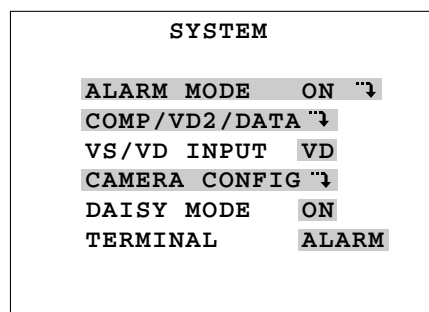 SYSTEM
ALARM MODE ON
COMP/VD2/DATA
VS/VD INPUT VD
CAMERA CONFIG
DAISY MODE ON
TERMINAL ALARM